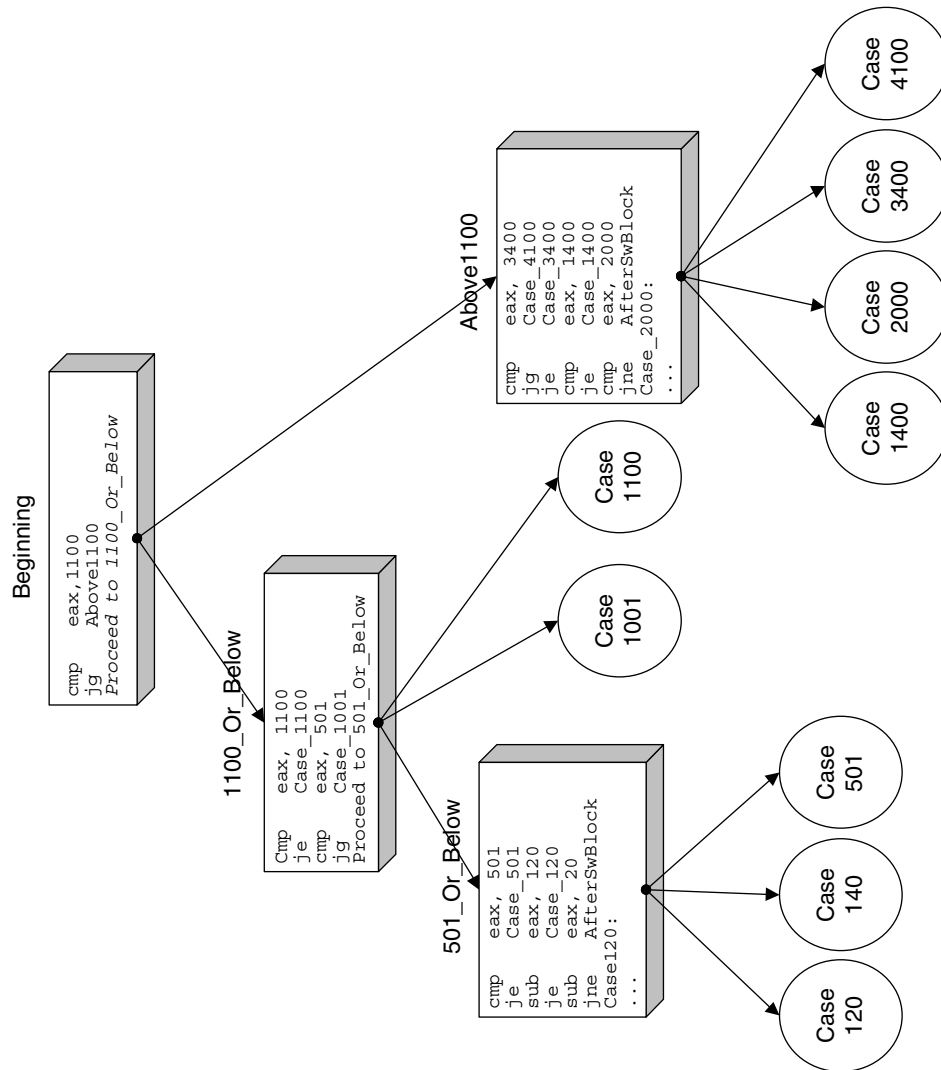 Beginning
cmp eax,1100
jg Above1100
Proceed to 1100_Or_Below
1100_Or_Below
Cmp eax, 1100
je Case_1100
cmp eax, 501
jg Case_1001
Proceed to 501_Or_Below
Above1100
cmp eax, 3400
jg Case_4100
je Case_3400
cmp eax, 1400
je Case_1400
cmp eax, 2000
jne AfterSwBlock
Case_2000:
...
501_Or_Below
cmp eax, 501
je Case_501
sub eax, 120
je Case_120
sub eax, 20
jne AfterSwBlock
Case120:
...
Case
1001
Case
1100
Case
120
Case
140
Case
501
Case
1400
Case
2000
Case
3400
Case
4100